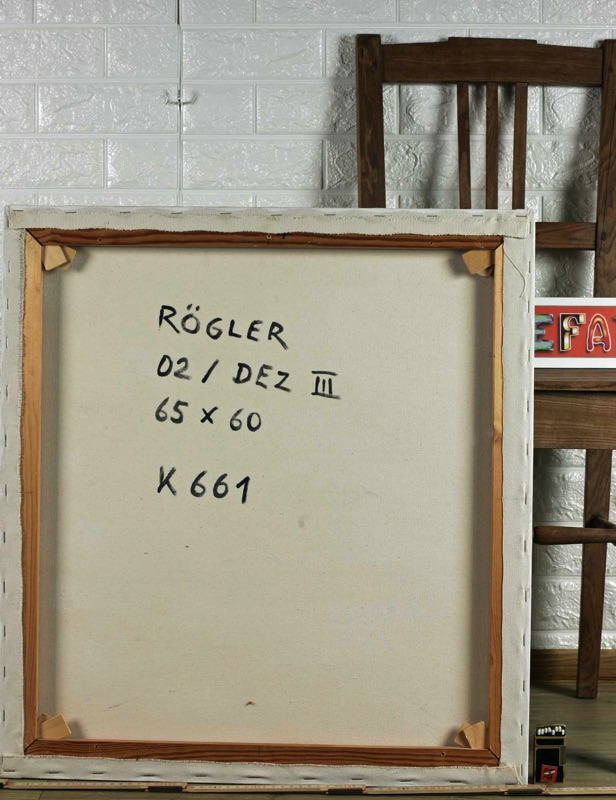 RÖGLER
02 / DEZ III
65 x 60
K 661
EFA